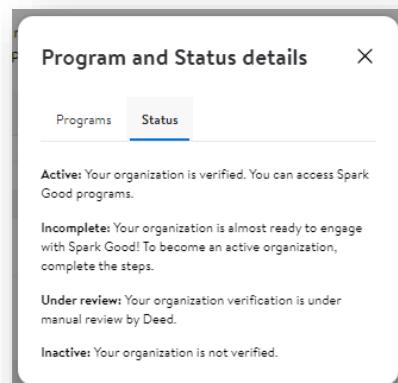 Program and Status details
Programs
Status
Active: Your organization is verified. You can access Spark
Good programs.
Incomplete: Your organization is almost ready to engage
with Spark Good! To become an active organization,
complete the steps.
Under review: Your organization verification is under
manual review by Deed.
Inactive: Your organization is not verified.